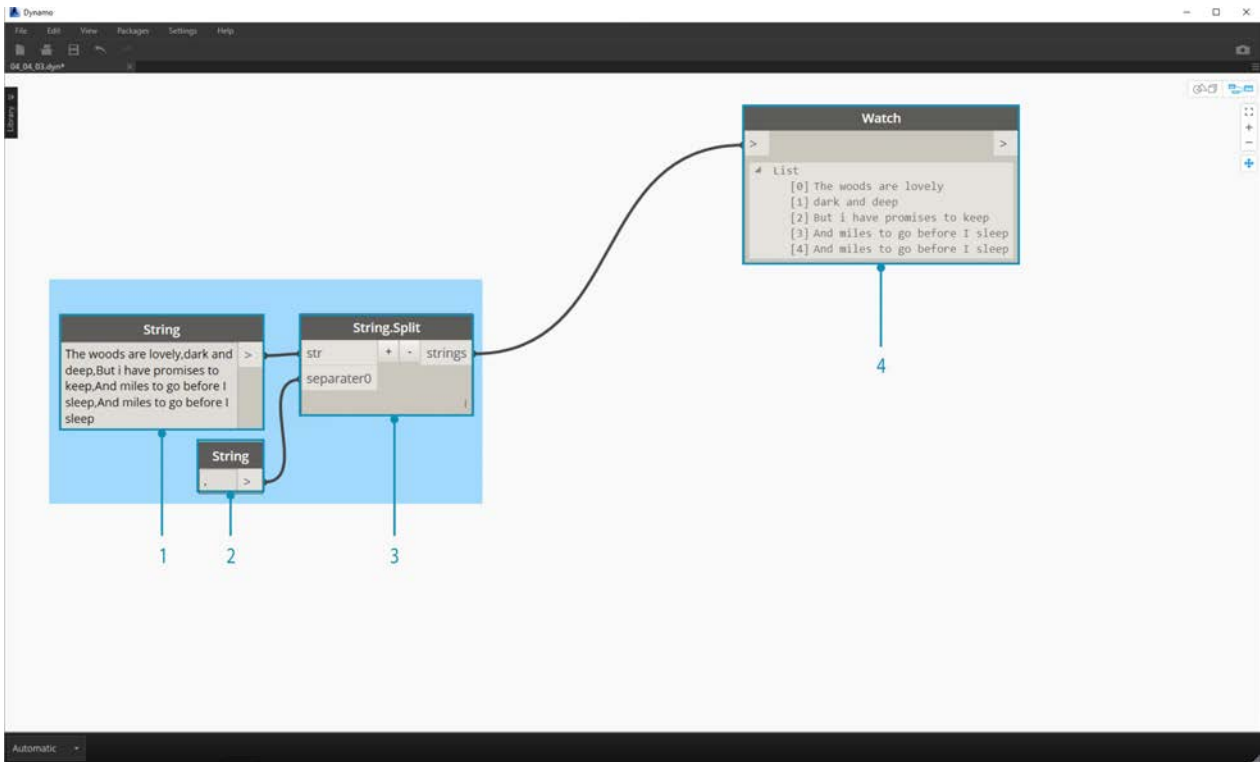 Dynamo
File Edit View Packages Settings Help
04_04_03.dyn*
Library
Watch
> >
List
[0] The woods are lovely
[1] dark and deep
[2] But i have promises to keep
[3] And miles to go before I sleep
[4] And miles to go before I sleep
4
String
The woods are lovely,dark and >
deep,But i have promises to
keep,And miles to go before I
sleep,And miles to go before I
sleep
String.Split
str + - strings
separater0
l
String
, >
1 2 3
Automatic